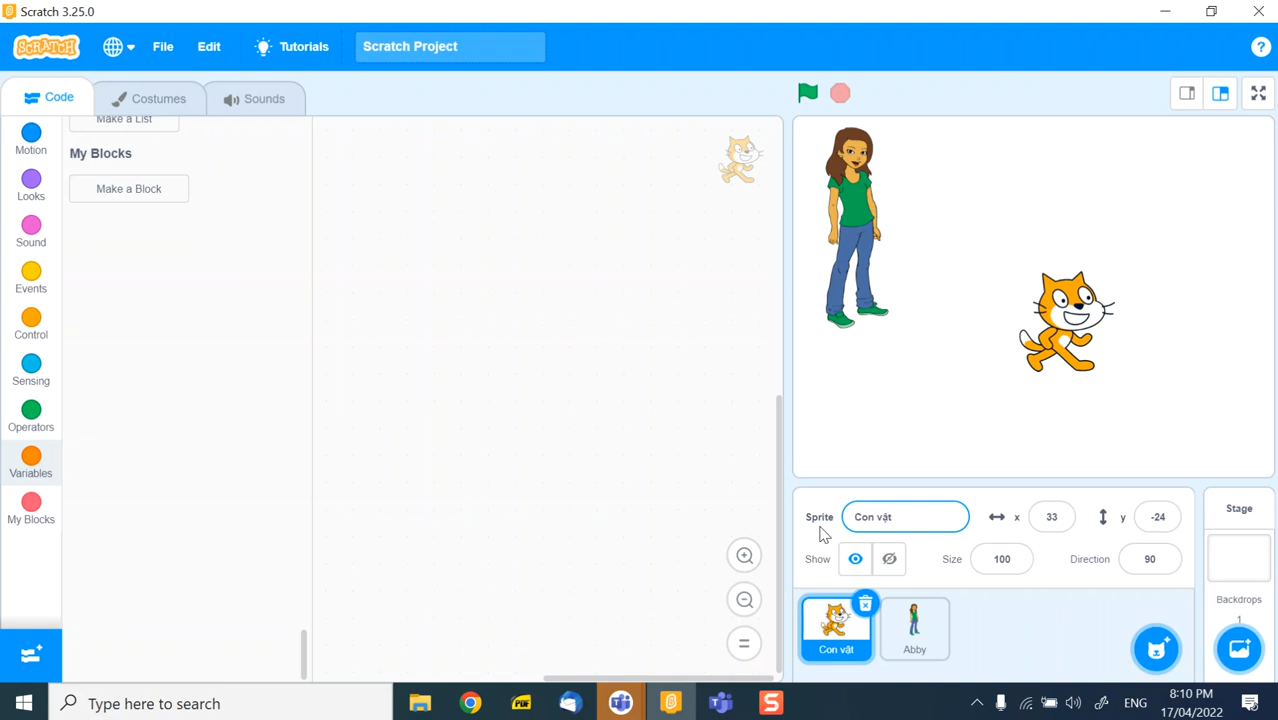 Scratch 3.25.0
SCRATCH File Edit Tutorials Scratch Project ?
Code Costumes Sounds
Make a List
Motion
My Blocks
Make a Block
Looks
Sound
Events
Control
Sensing
Operators
Variables
My Blocks
Sprite Con vật x 33 y -24
Show Size 100 Direction 90
Stage
Backdrops
1
Con vật Abby
Type here to search
PDF
S
ENG
8:10 PM
17/04/2022